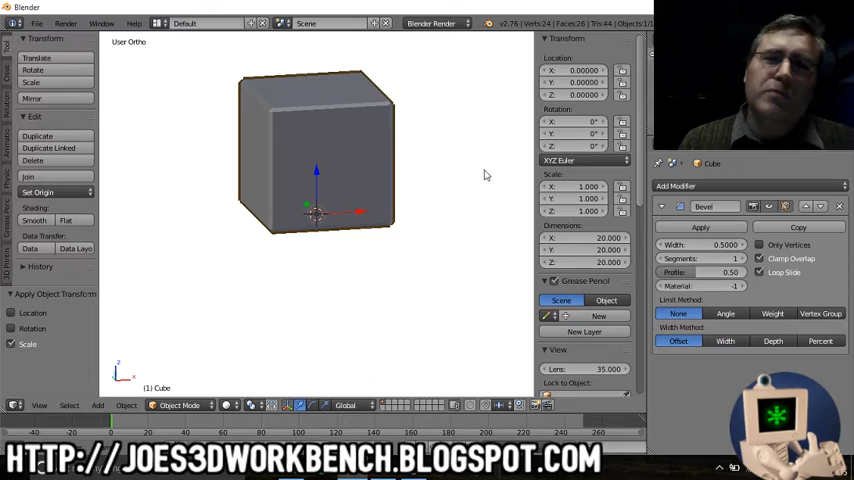 Blender
File
Render
Window
Help
Default
Scene
Blender Render
v2.76 | Verts:24 | Faces:26 | Tris:44 | Objects:1/
Transform
Translate
Rotate
Scale
Mirror
Edit
Duplicate
Duplicate Linked
Delete
Join
Set Origin
Shading:
Smooth
Flat
Data Transfer:
Data
Data Layo
History
Apply Object Transform
Location
Rotation
Scale
User Ortho
(1) Cube
Transform
Location:
X: 0.00000
Y: 0.00000
Z: 0.00000
Rotation:
X: 0°
Y: 0°
Z: 0°
XYZ Euler
Scale:
X: 1.000
Y: 1.000
Z: 1.000
Dimensions:
X: 20.000
Y: 20.000
Z: 20.000
Grease Pencil
Scene
Object
New
New Layer
View
Lens: 35.000
Lock to Object:
Cube
Add Modifier
Bevel
Apply
Copy
Width: 0.5000
Only Vertices
Segments: 1
Clamp Overlap
Profile: 0.50
Loop Slide
Material: -1
Limit Method:
None
Angle
Weight
Vertex Group
Width Method:
Offset
Width
Depth
Percent
View
Select
Add
Object
Object Mode
Global
-40 -20 0 20 40 60 80 100 120 140 160 180 200 220 240 260
HTTP://JOES3DWORKBENCH.BLOGSPOT.COM